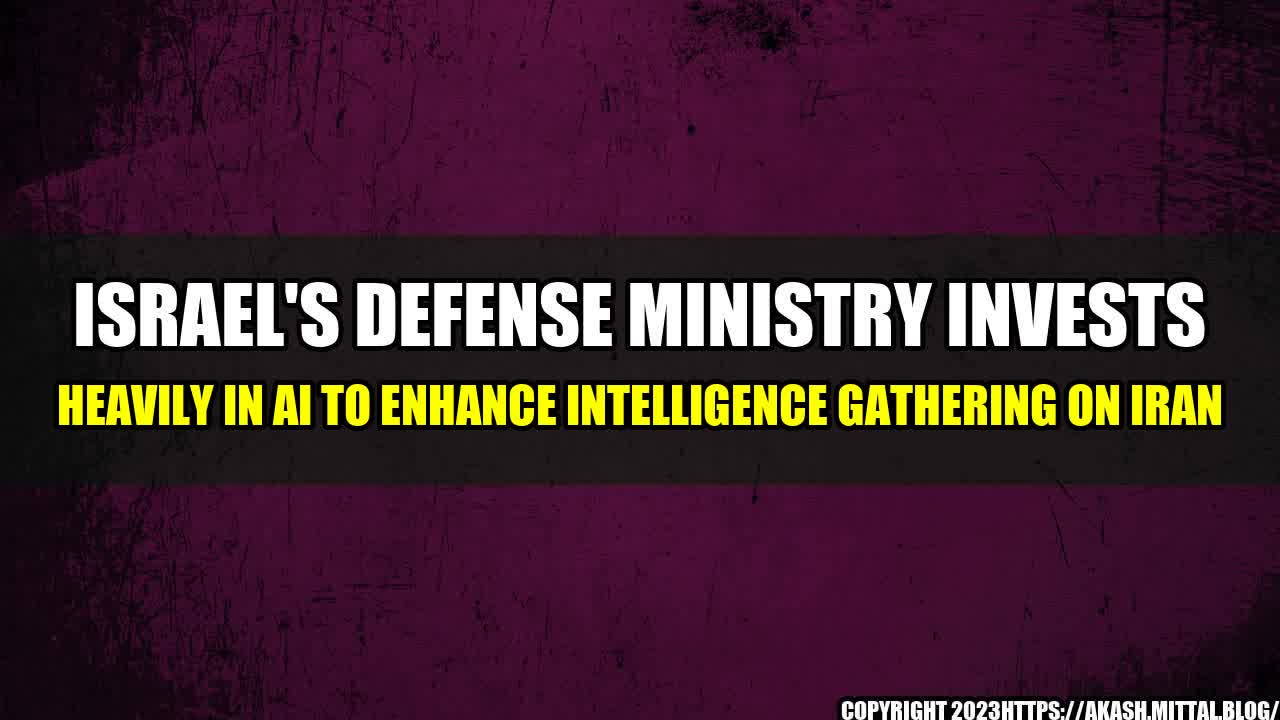 ISRAEL'S DEFENSE MINISTRY INVESTS
HEAVILY IN AI TO ENHANCE INTELLIGENCE GATHERING ON IRAN
COPYRIGHT 2023HTTPS://AKASH.MITTAL.BLOG/